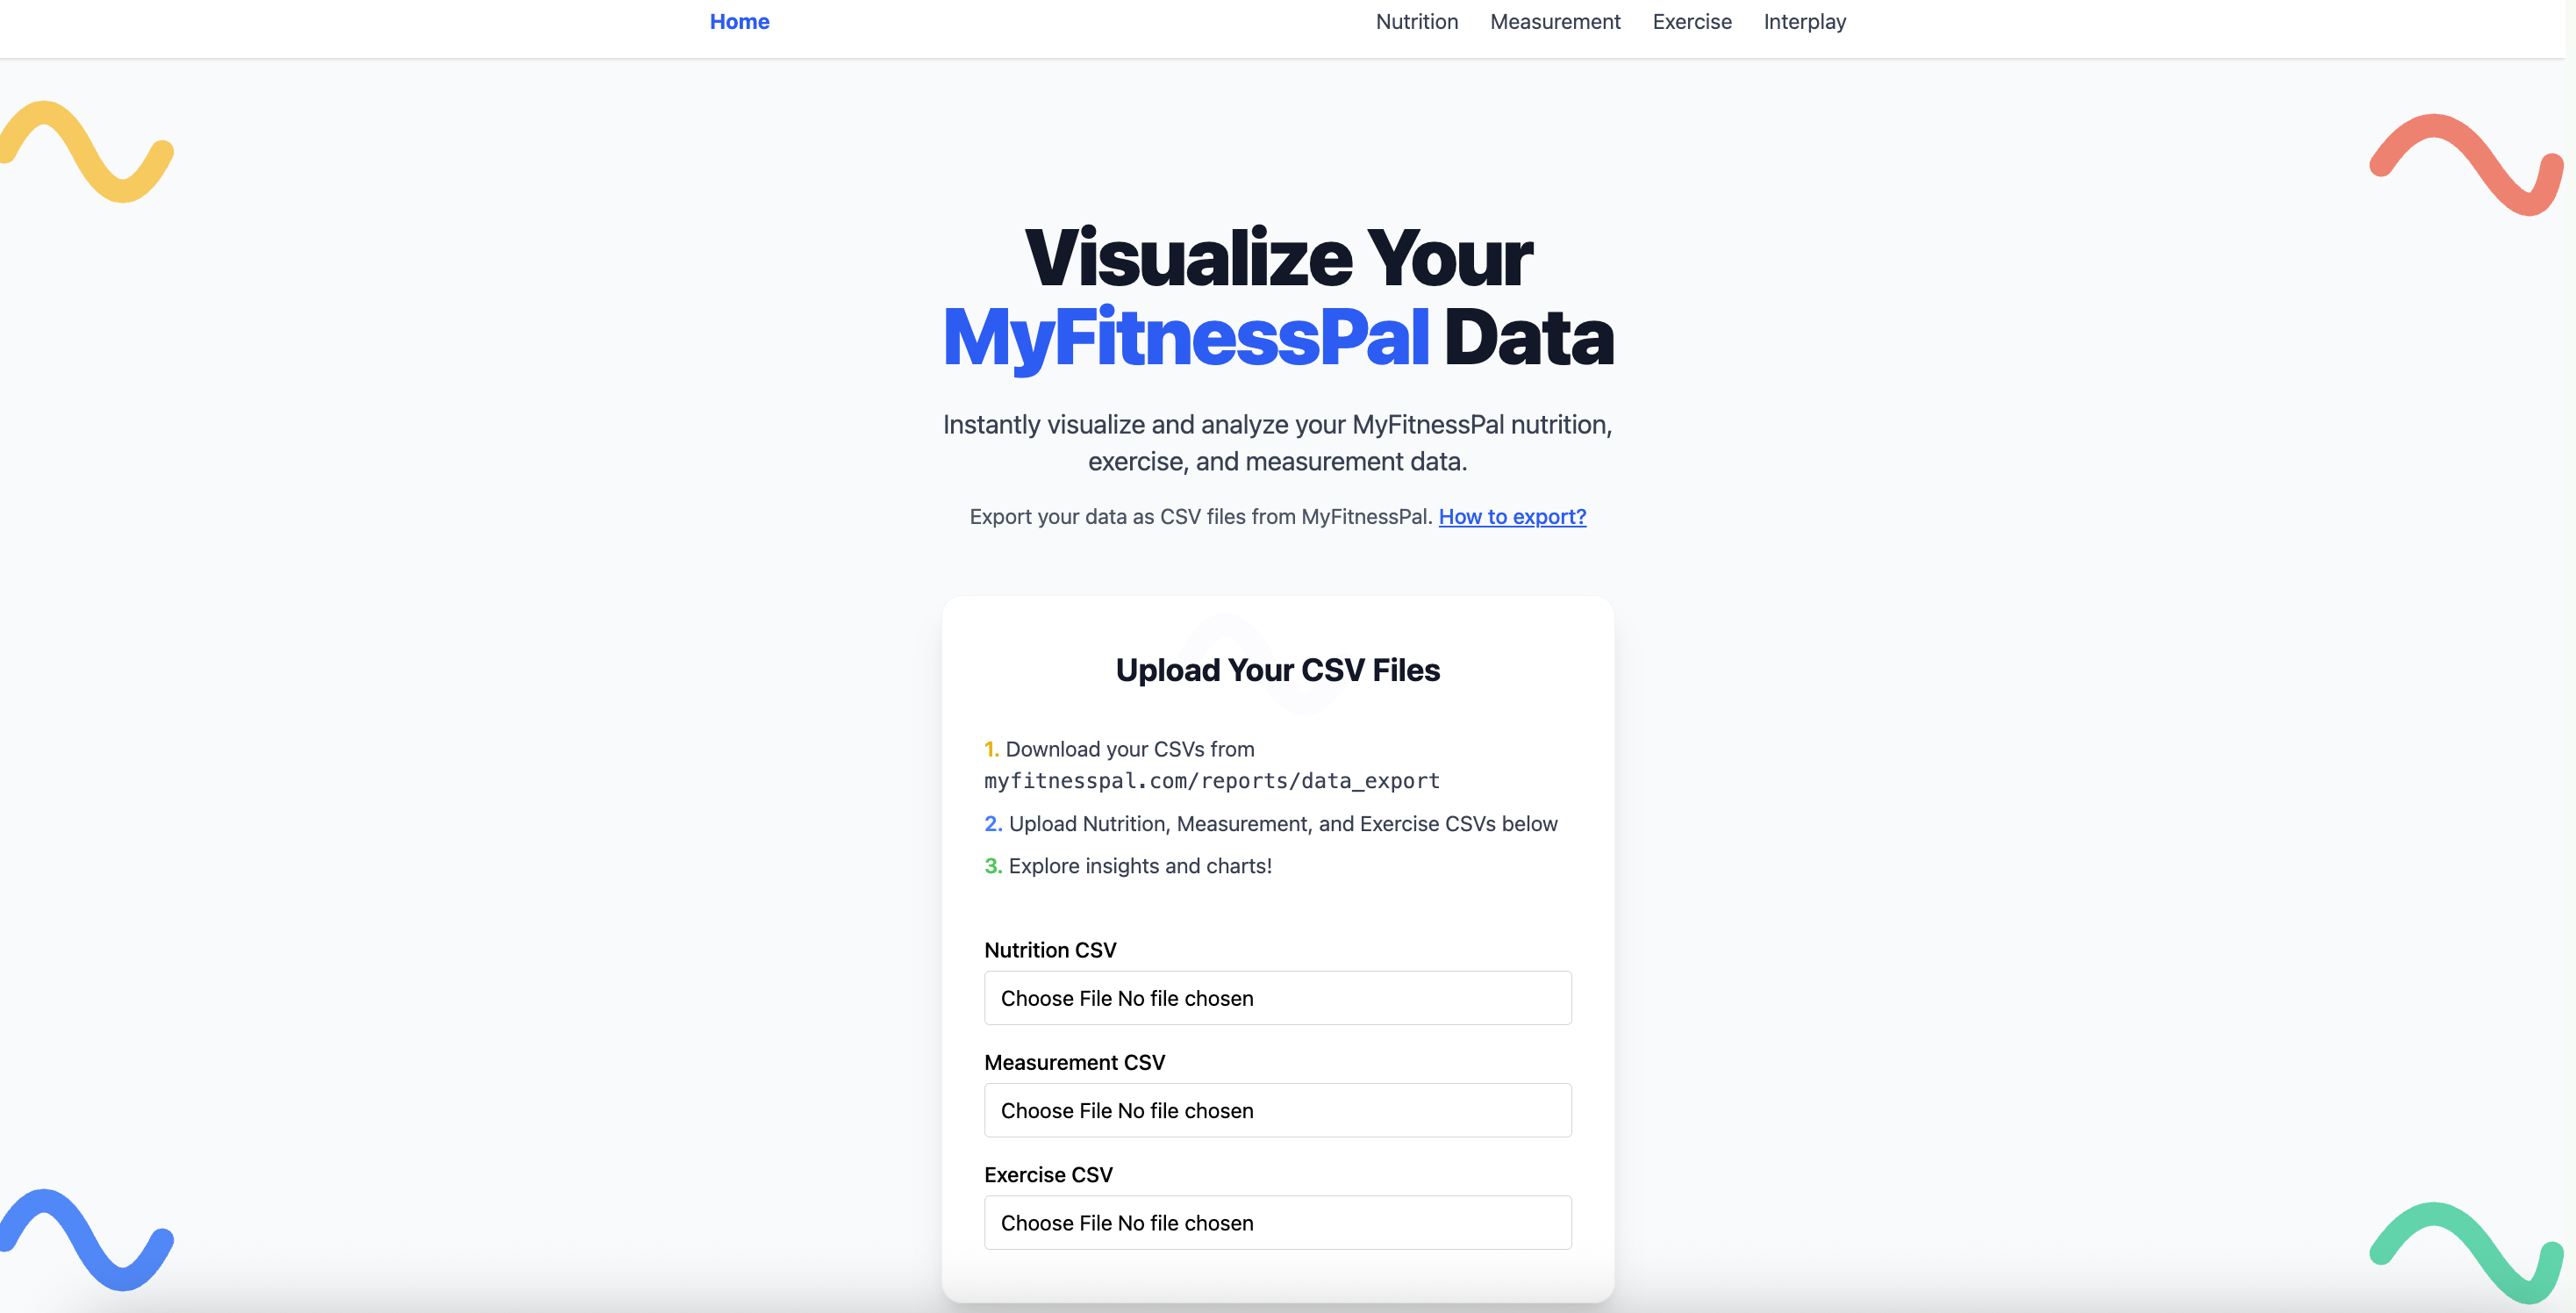 Home
Nutrition Measurement Exercise Interplay
Visualize Your
MyFitnessPal Data
Instantly visualize and analyze your MyFitnessPal nutrition,
exercise, and measurement data.
Export your data as CSV files from MyFitnessPal. How to export?
Upload Your CSV Files
1. Download your CSVs from
myfitnesspal.com/reports/data_export
2. Upload Nutrition, Measurement, and Exercise CSVs below
3. Explore insights and charts!
Nutrition CSV
Choose File No file chosen
Measurement CSV
Choose File No file chosen
Exercise CSV
Choose File No file chosen